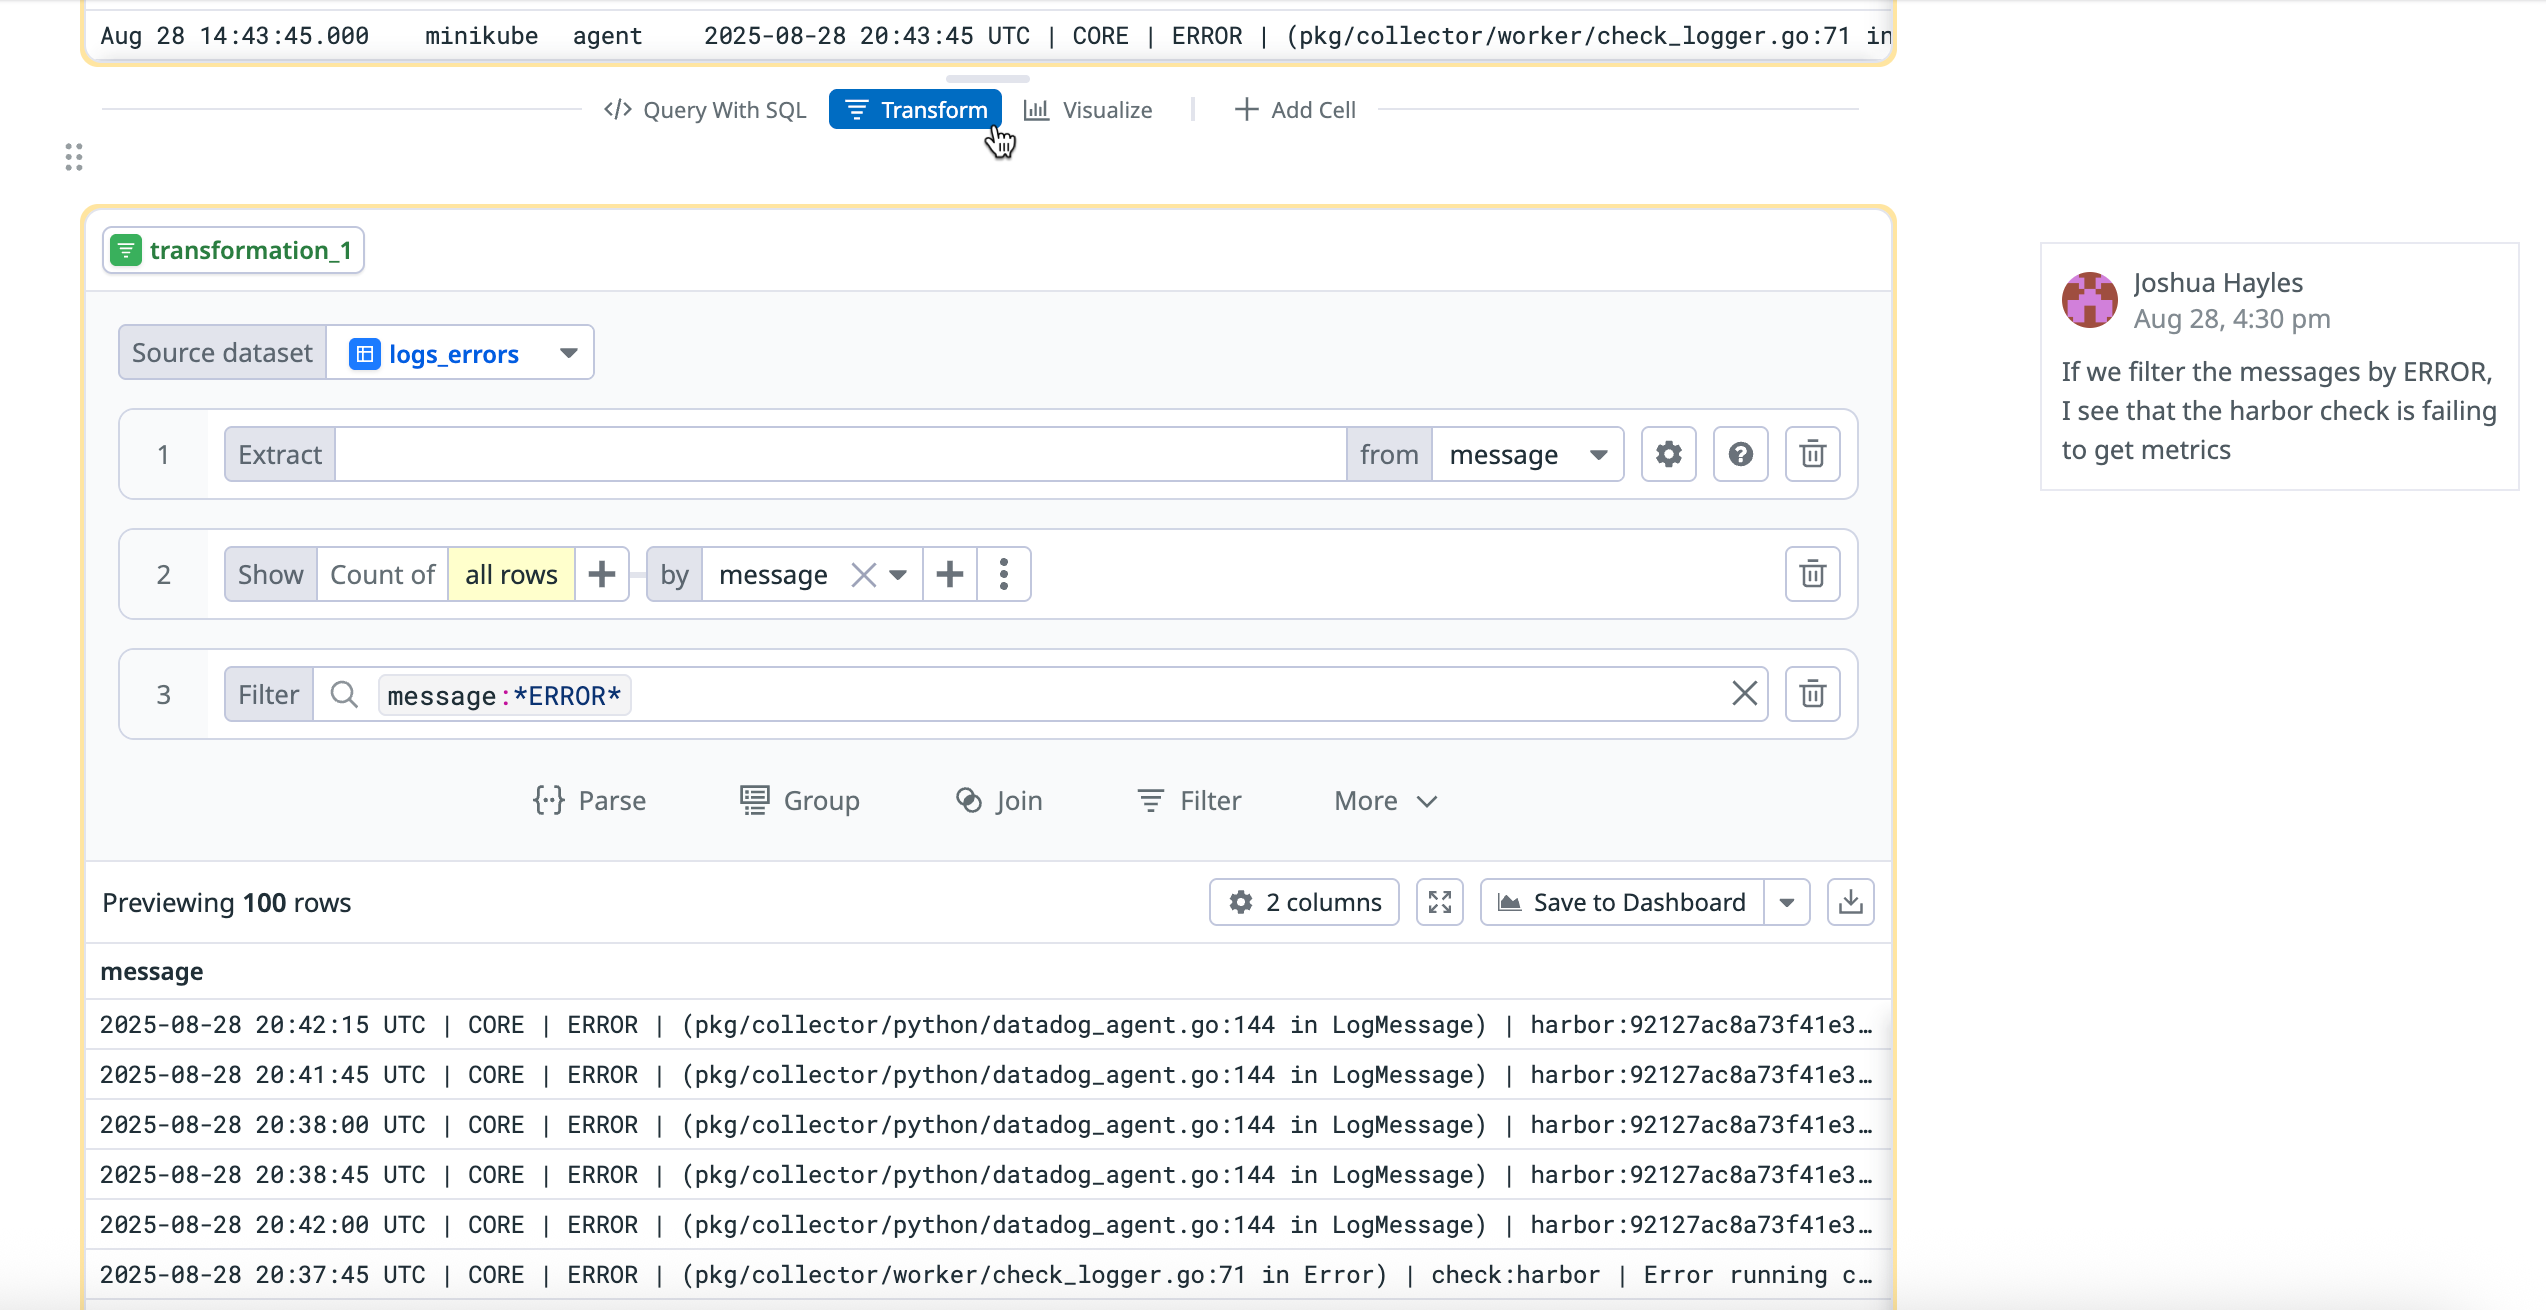 Aug 28 14:43:45.000 minikube agent 2025-08-28 20:43:45 UTC | CORE | ERROR | (pkg/collector/worker/check_logger.go:71 in
Query With SQL Transform Visualize Add Cell
transformation_1
Source dataset logs_errors
1 Extract from message
2 Show Count of all rows by message
3 Filter message:*ERROR*
Parse Group Join Filter More
Previewing 100 rows 2 columns Save to Dashboard
message
2025-08-28 20:42:15 UTC | CORE | ERROR | (pkg/collector/python/datadog_agent.go:144 in LogMessage) | harbor:92127ac8a73f41e3…
2025-08-28 20:41:45 UTC | CORE | ERROR | (pkg/collector/python/datadog_agent.go:144 in LogMessage) | harbor:92127ac8a73f41e3…
2025-08-28 20:38:00 UTC | CORE | ERROR | (pkg/collector/python/datadog_agent.go:144 in LogMessage) | harbor:92127ac8a73f41e3…
2025-08-28 20:38:45 UTC | CORE | ERROR | (pkg/collector/python/datadog_agent.go:144 in LogMessage) | harbor:92127ac8a73f41e3…
2025-08-28 20:42:00 UTC | CORE | ERROR | (pkg/collector/python/datadog_agent.go:144 in LogMessage) | harbor:92127ac8a73f41e3…
2025-08-28 20:37:45 UTC | CORE | ERROR | (pkg/collector/worker/check_logger.go:71 in Error) | check:harbor | Error running c…
Joshua Hayles
Aug 28, 4:30 pm
If we filter the messages by ERROR,
I see that the harbor check is failing
to get metrics